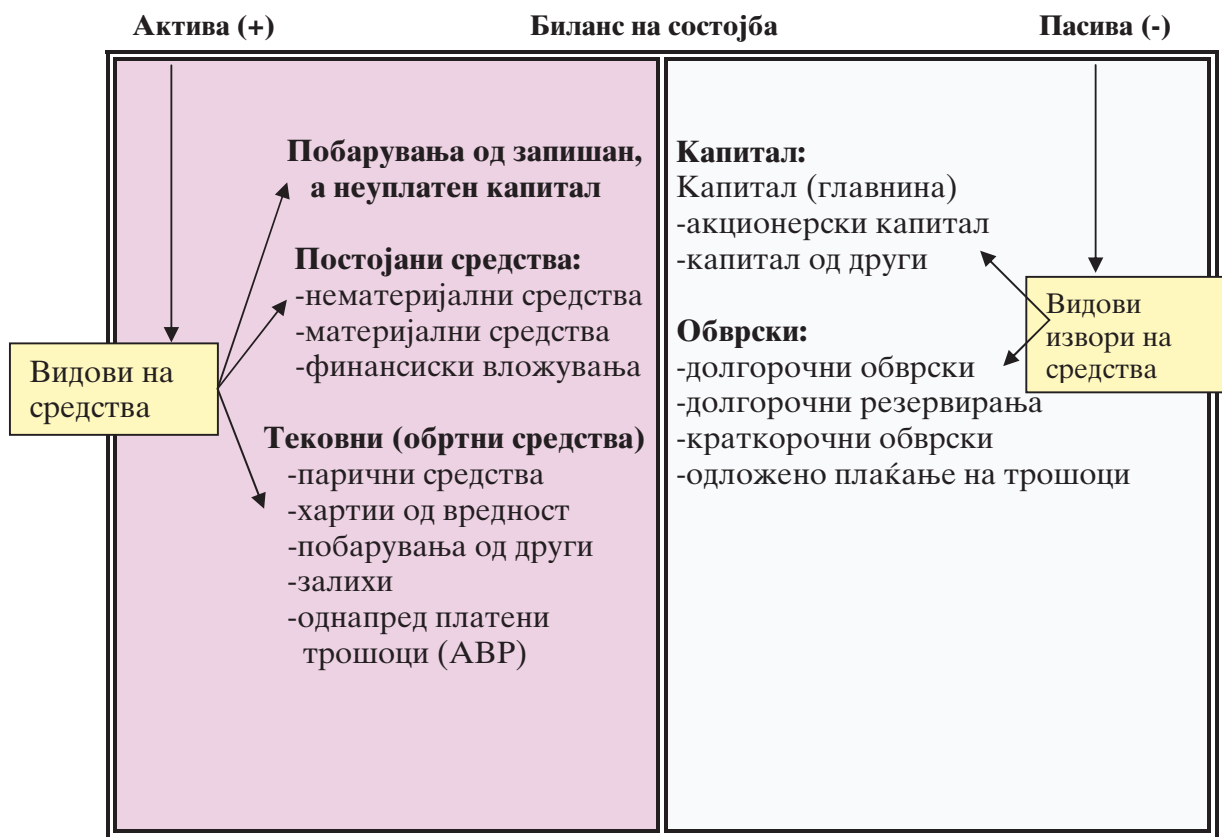 Актива (+) Биланс на состојба Пасива (-)
Побарувања од запишан,
а неуплатен капитал
Постојани средства:
-нематеријални средства
-материјални средства
-финансиски вложувања
Видови на
средства
Тековни (обртни средства)
-парични средства
-хартии од вредност
-побарувања од други
-залихи
-однапред платени
трошоци (АВР)
Капитал:
Капитал (главнина)
-акционерски капитал
-капитал од други
Обврски:
-долгорочни обврски
-долгорочни резервирања
-краткорочни обврски
-одложено плаќање на трошоци
Видови
извори на
средства